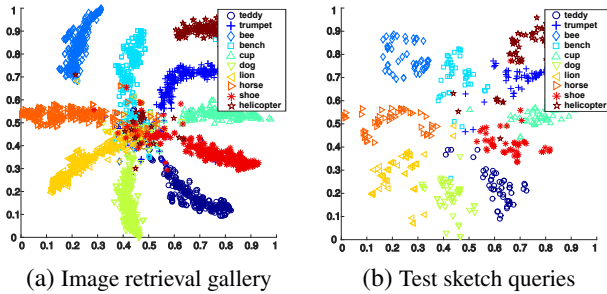 teddy
trumpet
bee
bench
cup
dog
lion
horse
shoe
helicopter
1
0.9
0.8
0.7
0.6
0.5
0.4
0.3
0.2
0.1
0
0 0.1 0.2 0.3 0.4 0.5 0.6 0.7 0.8 0.9 1
(a) Image retrieval gallery
teddy
trumpet
bee
bench
cup
dog
lion
horse
shoe
helicopter
1
0.9
0.8
0.7
0.6
0.5
0.4
0.3
0.2
0.1
0
0 0.1 0.2 0.3 0.4 0.5 0.6 0.7 0.8 0.9 1
(b) Test sketch queries